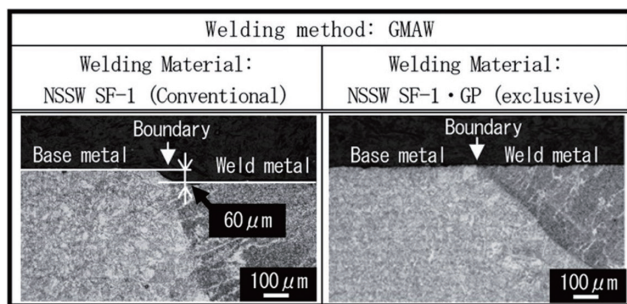 Welding method: GMAW
Welding Material:
NSSW SF-1 (Conventional)
Welding Material:
NSSW SF-1・GP (exclusive)
Boundary
Base metal
Weld metal
60μm
100μm
Boundary
Base metal
Weld metal
100μm